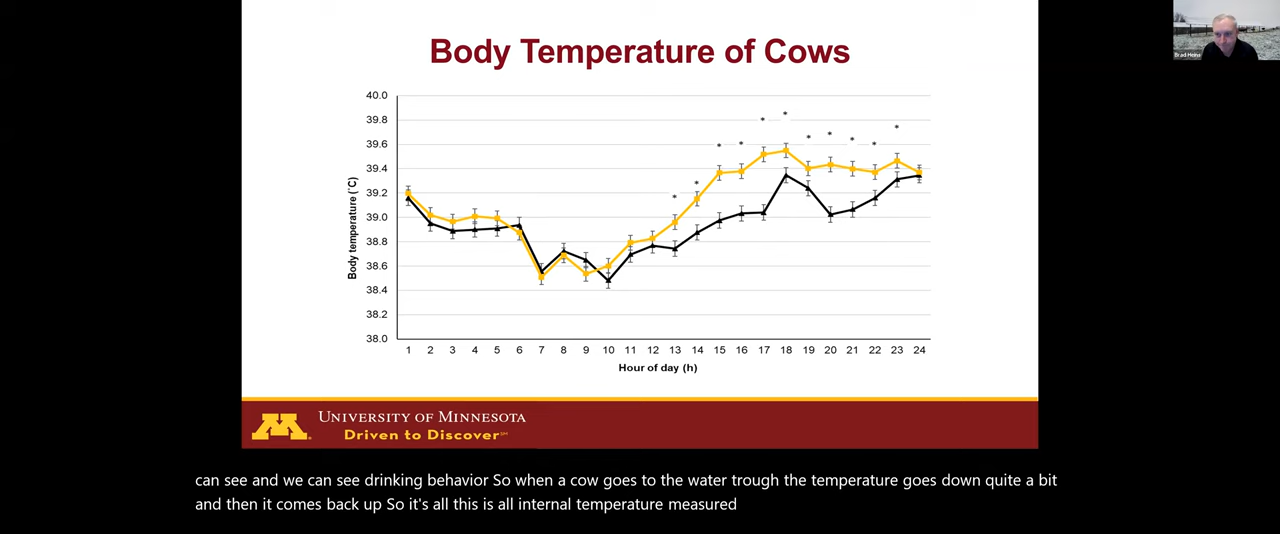 Body Temperature of Cows
Brad Heins
40.0
39.8
39.6
39.4
39.2
39.0
38.8
38.6
38.4
38.2
38.0
Body temperature (˚C)
* * * * * * * * * * *
1 2 3 4 5 6 7 8 9 10 11 12 13 14 15 16 17 18 19 20 21 22 23 24
Hour of day (h)
UNIVERSITY OF MINNESOTA
Driven to Discover℠
can see and we can see drinking behavior So when a cow goes to the water trough the temperature goes down quite a bit
and then it comes back up So it's all this is all internal temperature measured